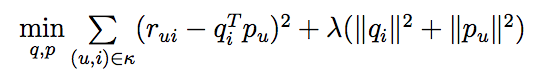 min_{q,p} ∑_{(u,i)∈κ} (r_{ui} − q_i^T p_u)^2 + λ(‖q_i‖^2 + ‖p_u‖^2)